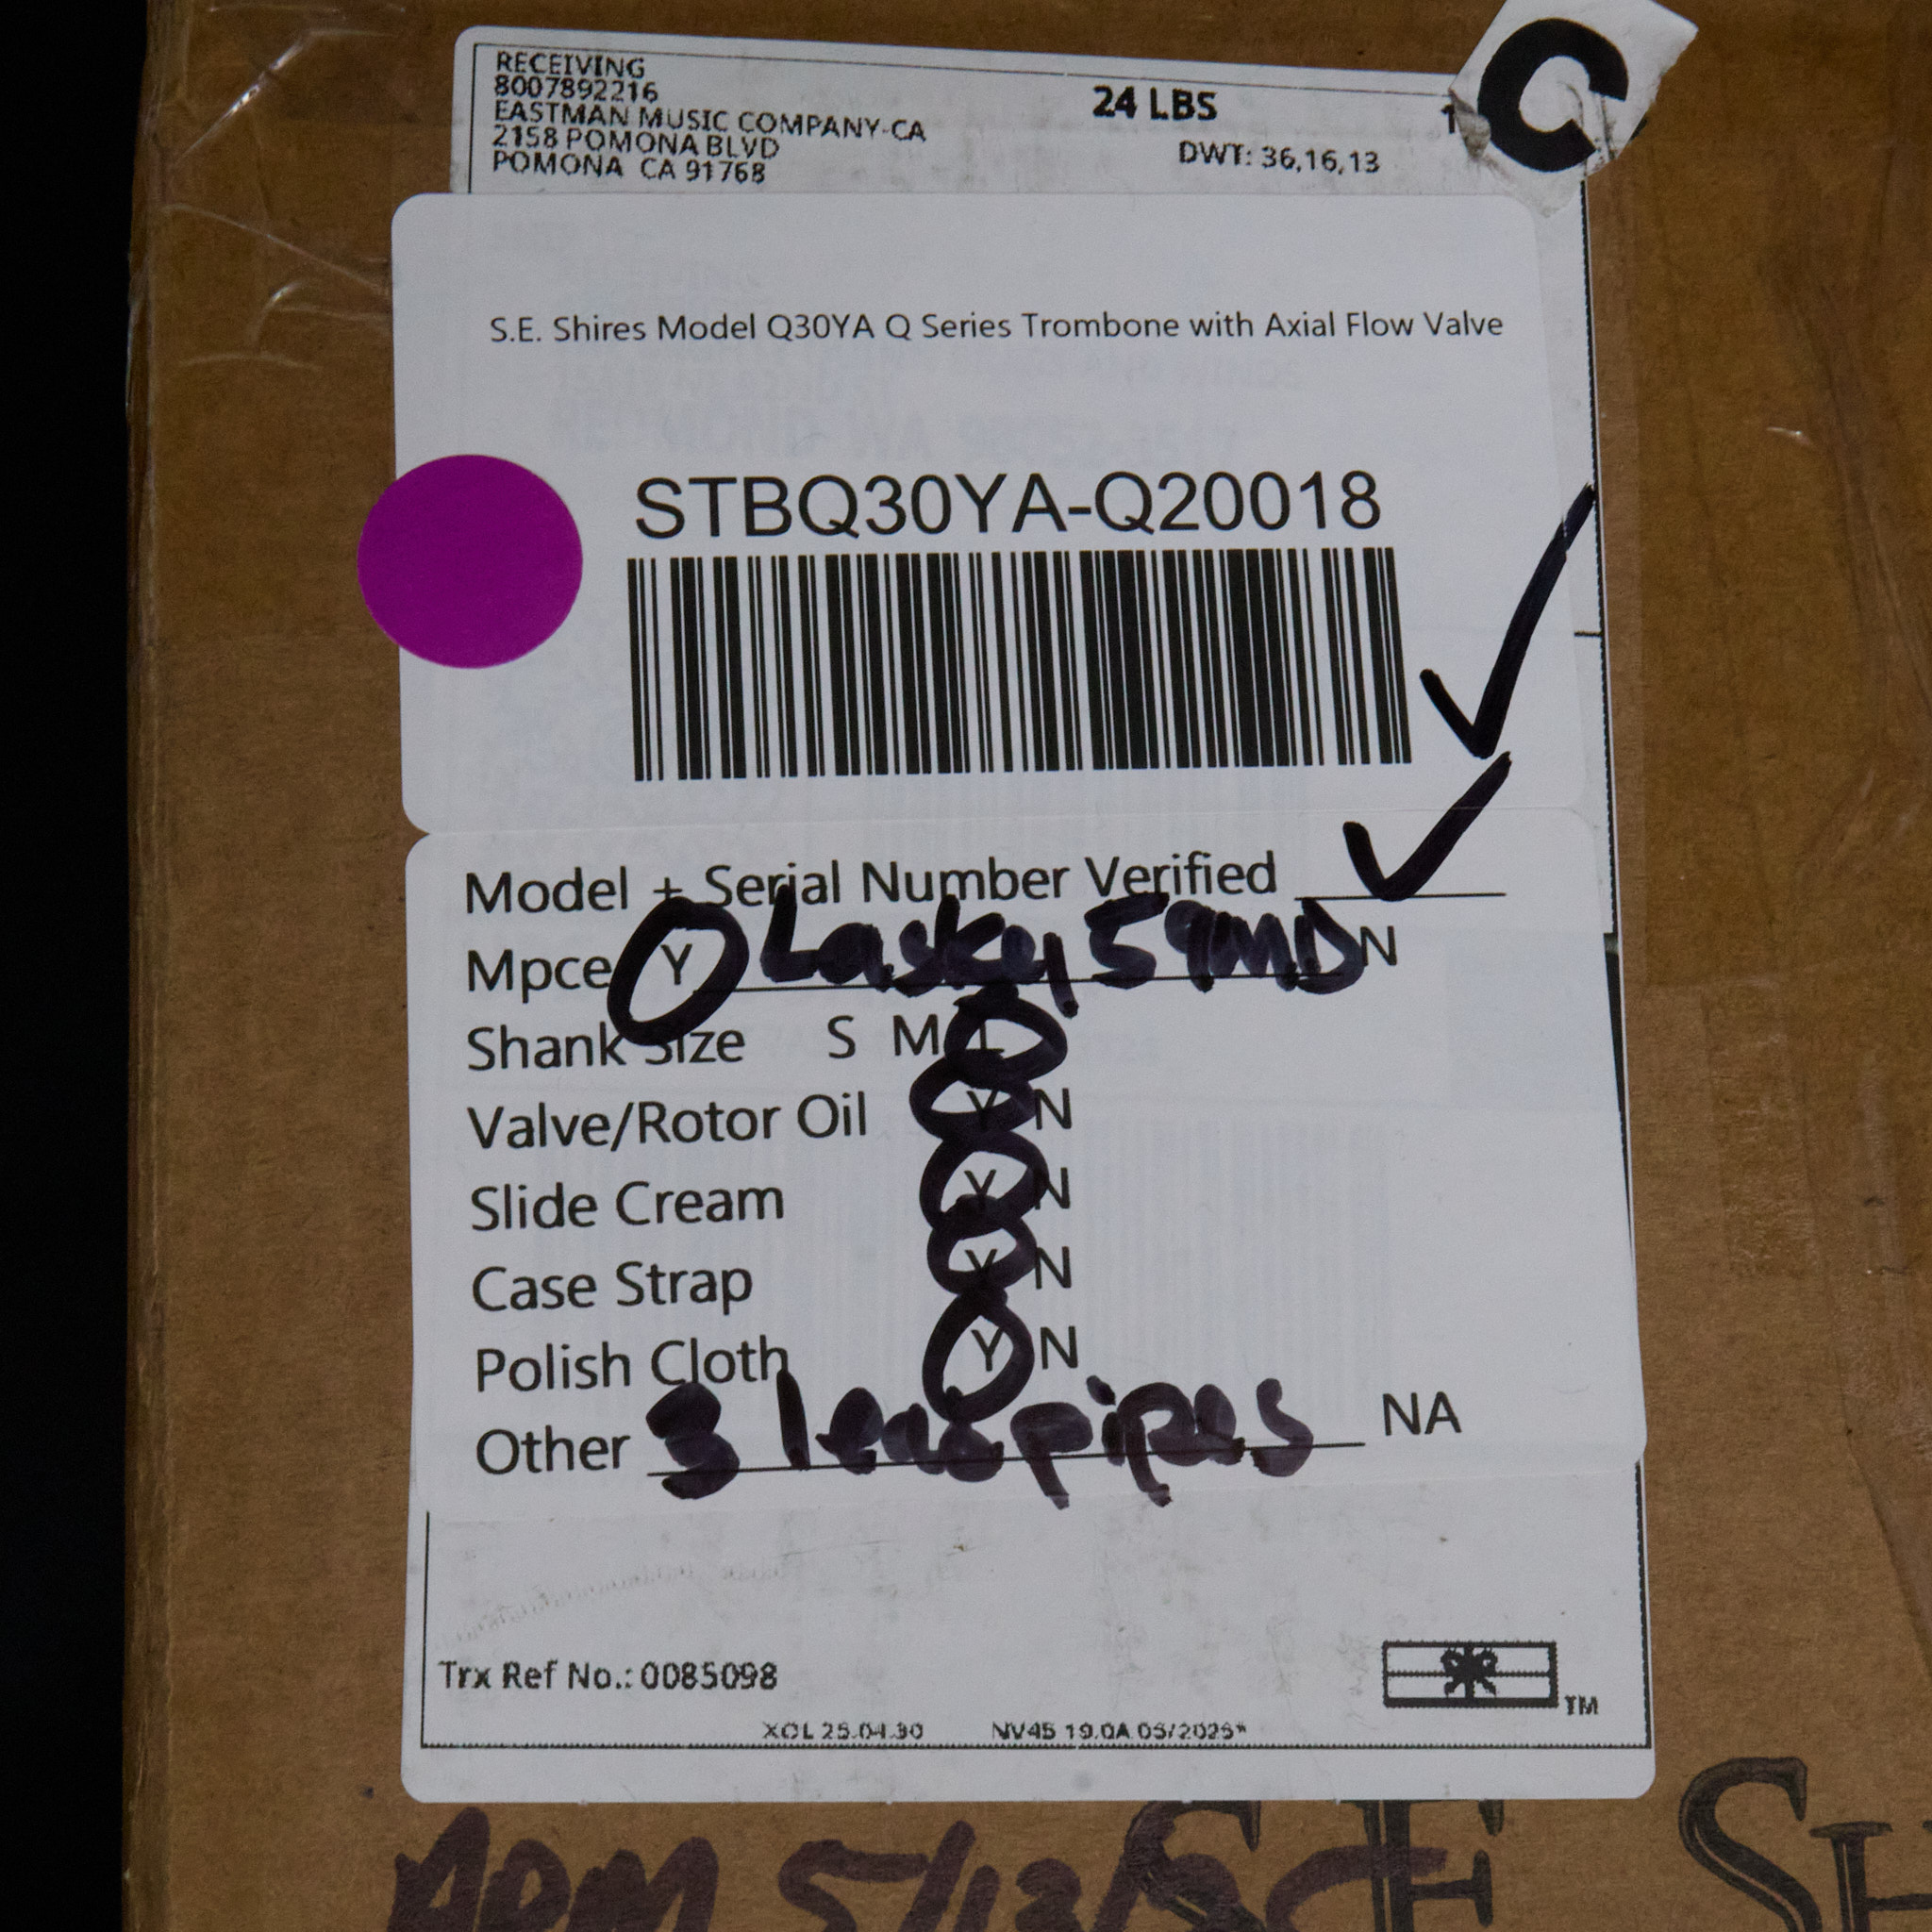 RECEIVING
8007892216
EASTMAN MUSIC COMPANY-CA
2158 POMONA BLVD
POMONA CA 91768
24 LBS
1
DWT: 36,16,13
C
S.E. Shires Model Q30YA Q Series Trombone with Axial Flow Valve
STBQ30YA-Q20018
Model + Serial Number Verified
Mpce Y Lasky 59MD N
Shank Size S M L
Valve/Rotor Oil Y N
Slide Cream Y N
Case Strap Y N
Polish Cloth Y N
Other 3 leadpipes NA
Trx Ref No.: 0085098
TM
XOL 25.04.30 NV45 19.0A 05/2025*